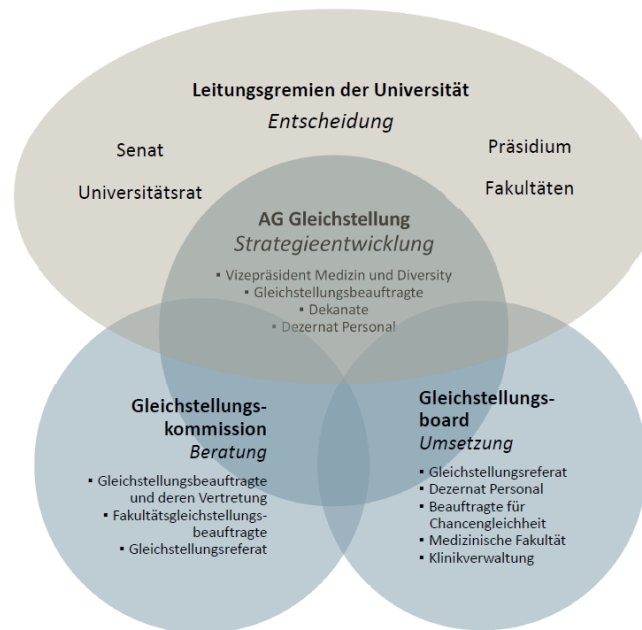 Leitungsgremien der Universität
Entscheidung
Senat
Universitätsrat
Präsidium
Fakultäten
AG Gleichstellung
Strategieentwicklung
▪ Vizepräsident Medizin und Diversity
▪ Gleichstellungsbeauftragte
▪ Dekanate
▪ Dezernat Personal
Gleichstellungs-
kommission
Beratung
▪ Gleichstellungsbeauftragte
und deren Vertretung
▪ Fakultätsgleichstellungs-
beauftragte
▪ Gleichstellungsreferat
Gleichstellungs-
board
Umsetzung
▪ Gleichstellungsreferat
▪ Dezernat Personal
▪ Beauftragte für
Chancengleichheit
▪ Medizinische Fakultät
▪ Klinikverwaltung